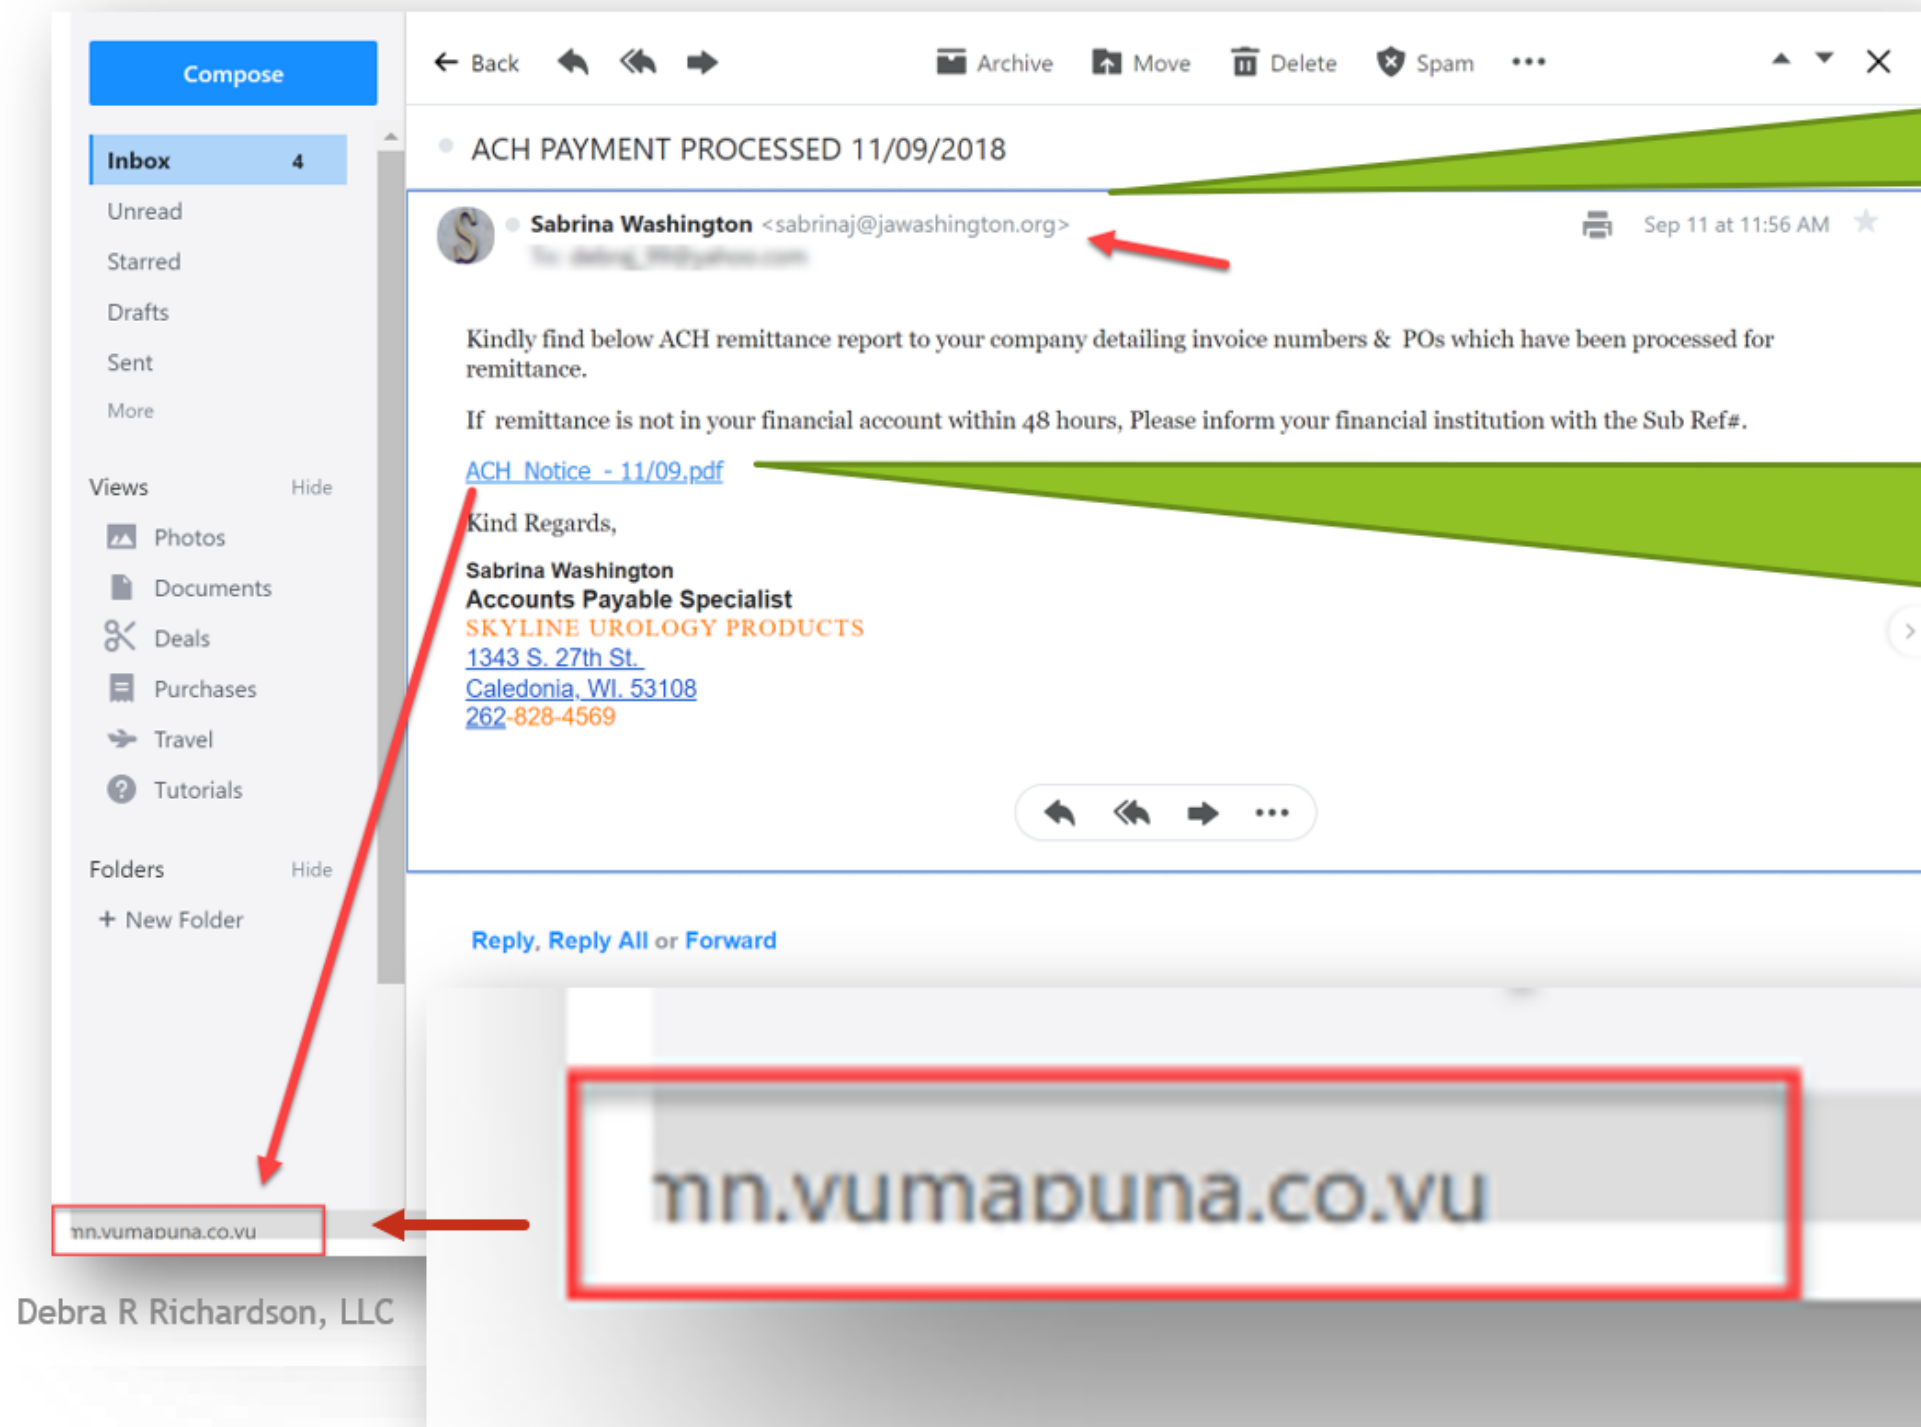 Compose
Back
Archive
Move
Delete
Spam
Inbox 4
Unread
Starred
Drafts
Sent
More
Views Hide
Photos
Documents
Deals
Purchases
Travel
Tutorials
Folders Hide
+ New Folder
ACH PAYMENT PROCESSED 11/09/2018
Sabrina Washington <sabrinaj@jawashington.org>
Sep 11 at 11:56 AM
Kindly find below ACH remittance report to your company detailing invoice numbers & POs which have been processed for
remittance.
If remittance is not in your financial account within 48 hours, Please inform your financial institution with the Sub Ref#.
ACH Notice - 11/09.pdf
Kind Regards,
Sabrina Washington
Accounts Payable Specialist
SKYLINE UROLOGY PRODUCTS
1343 S. 27th St.
Caledonia, WI. 53108
262-828-4569
Reply, Reply All or Forward
mn.vumapuna.co.vu
mn.vumapuna.co.vu
Debra R Richardson, LLC